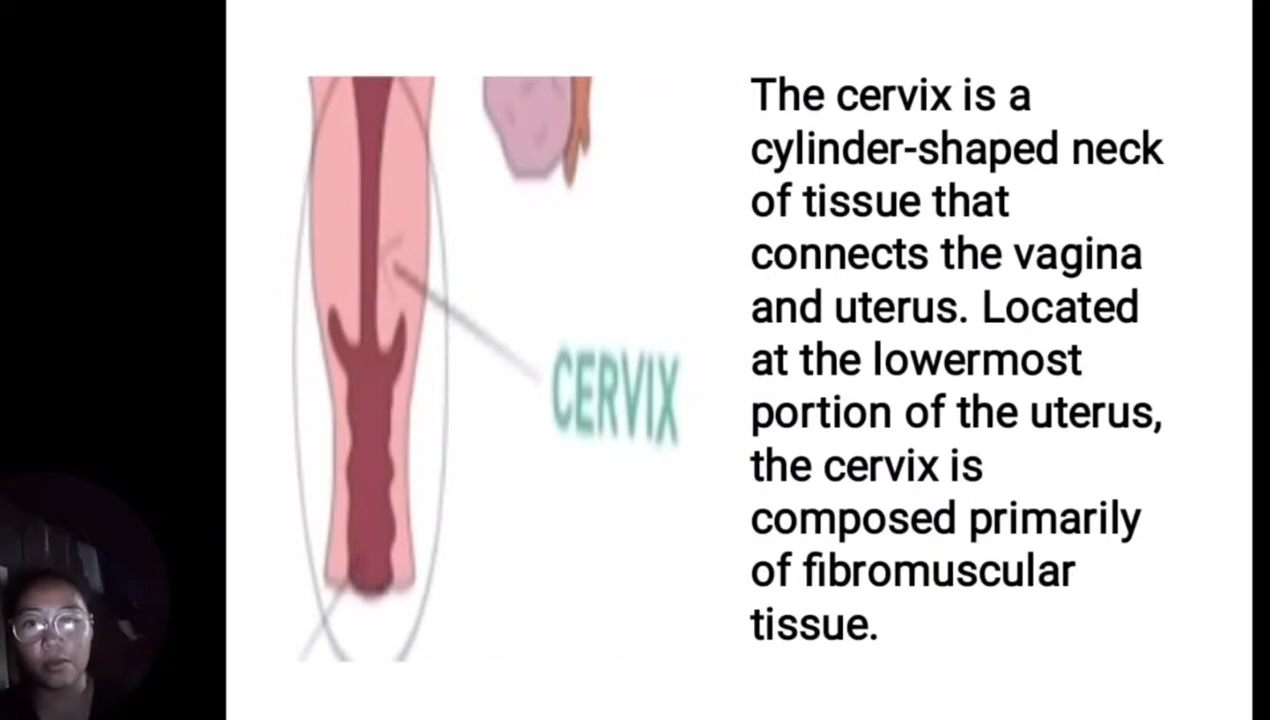 The cervix is a
cylinder-shaped neck
of tissue that
connects the vagina
and uterus. Located
at the lowermost
portion of the uterus,
the cervix is
composed primarily
of fibromuscular
tissue.
CERVIX